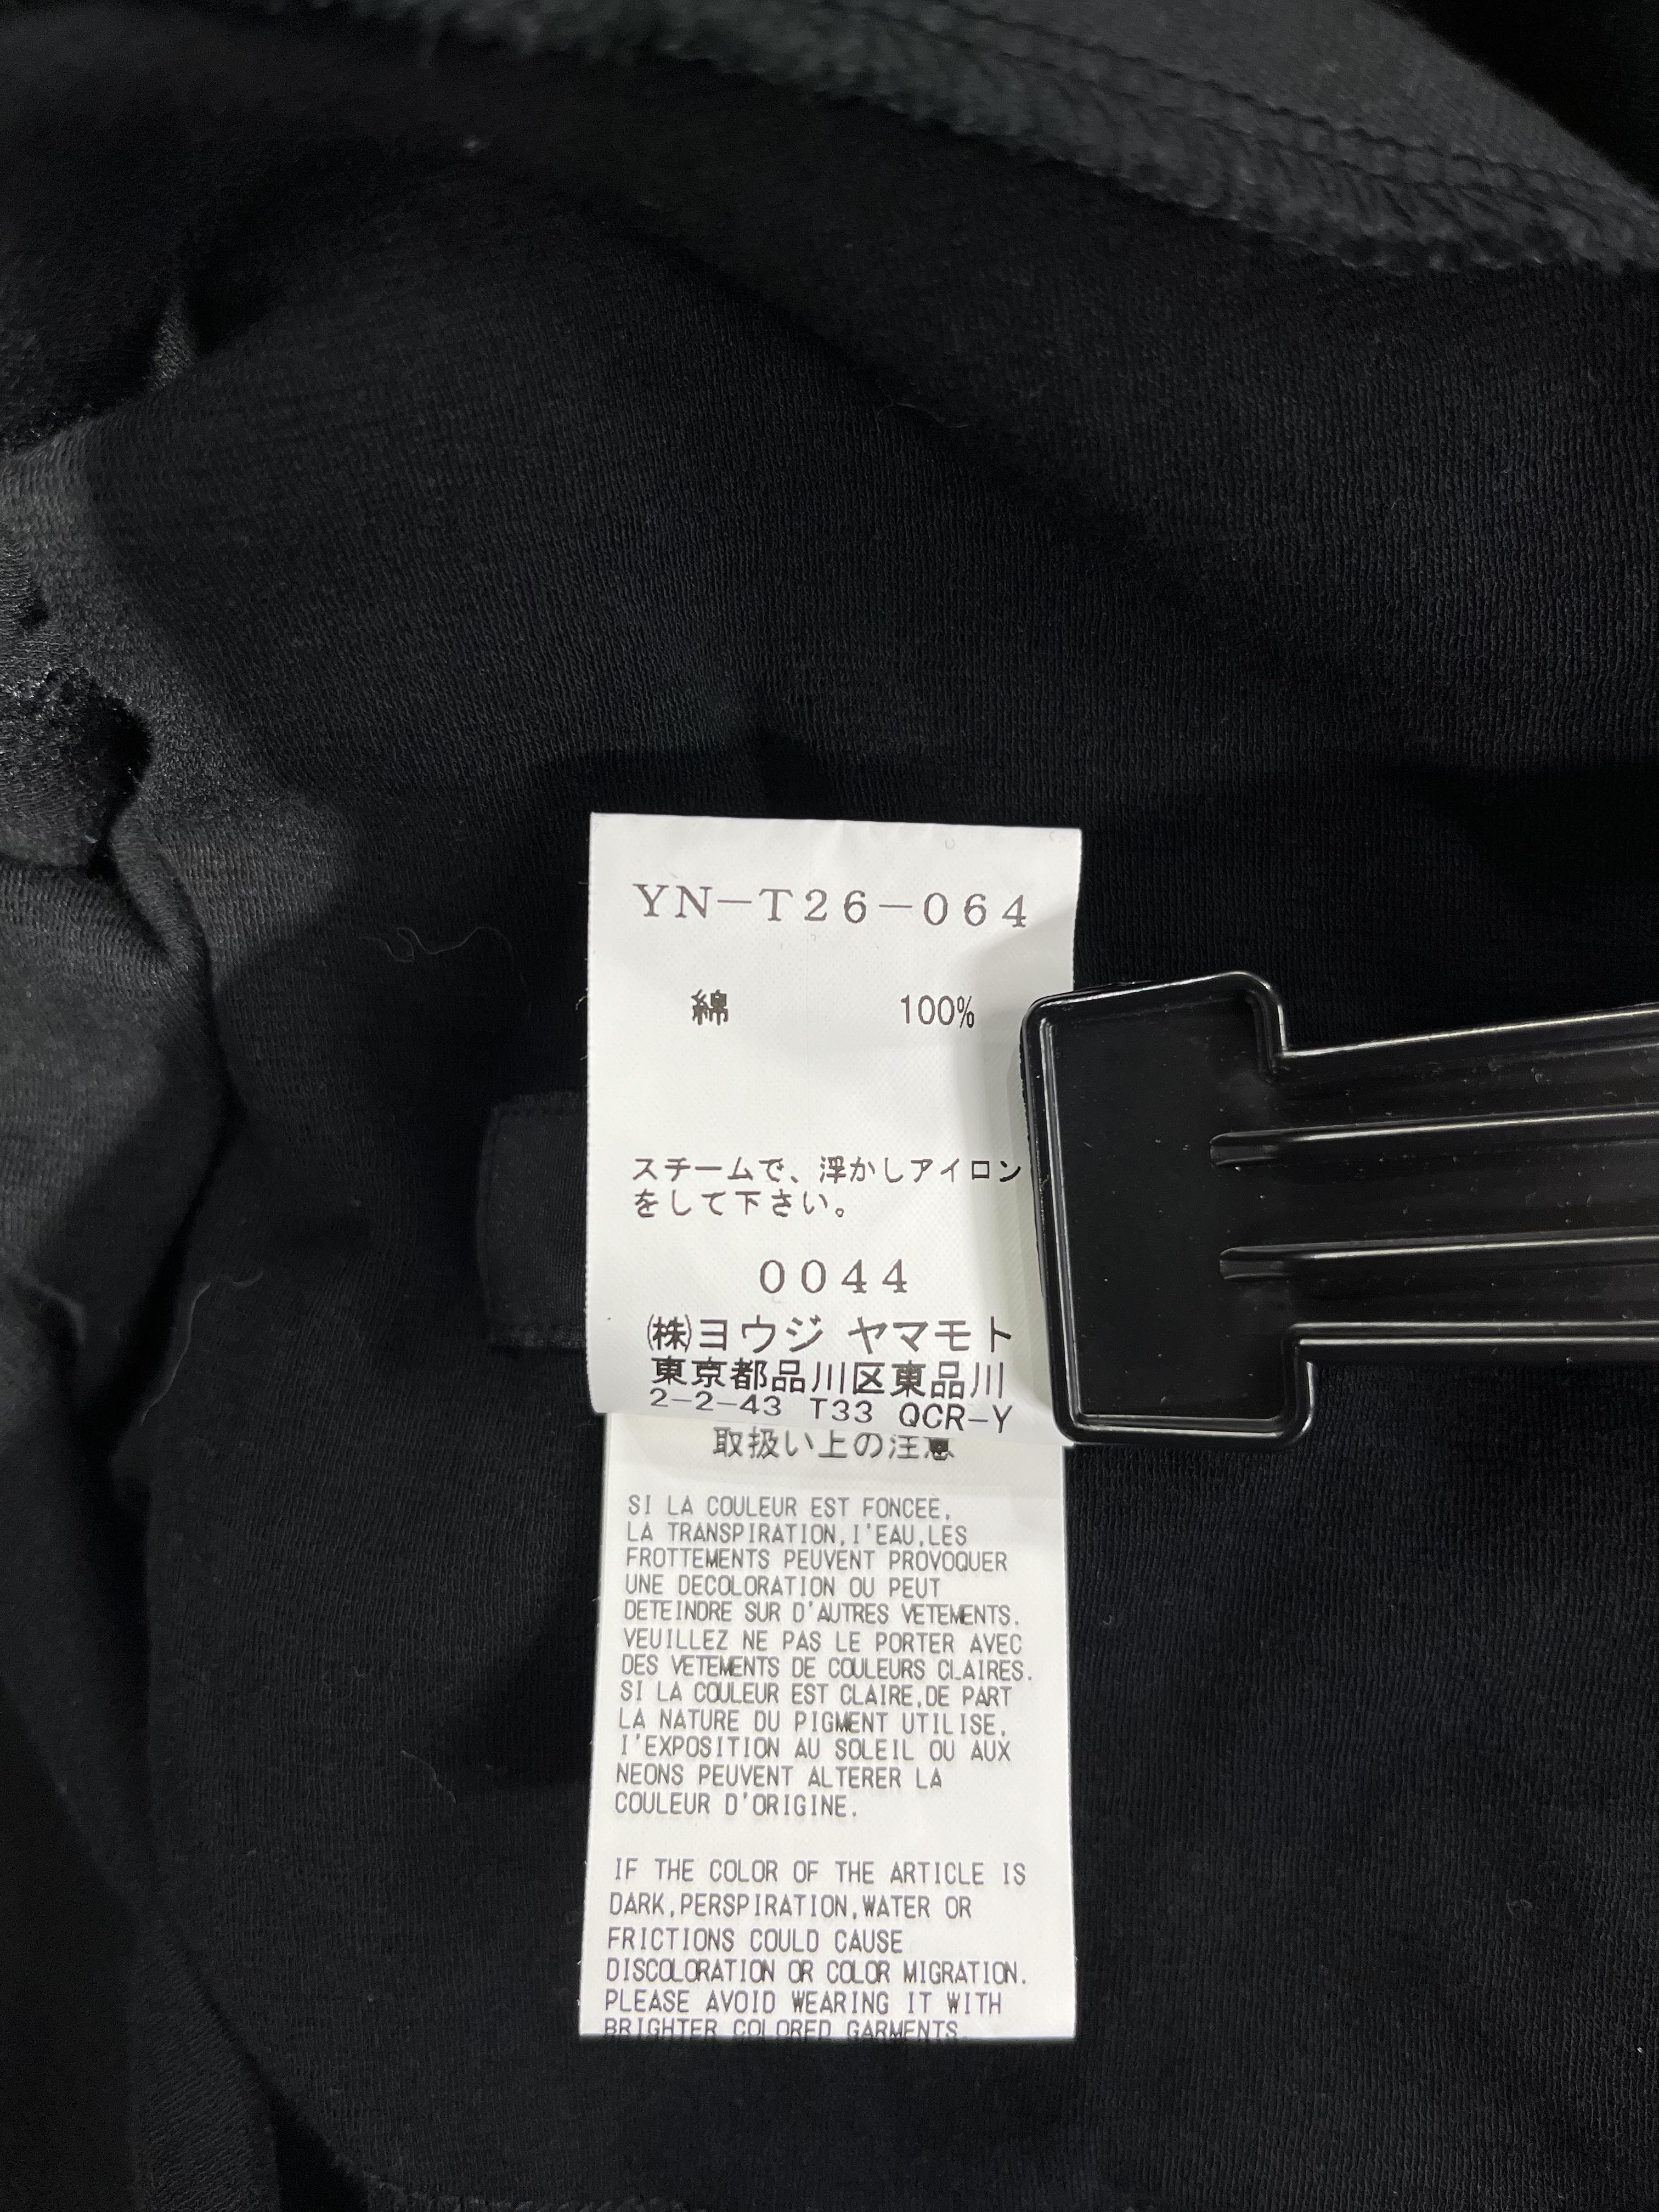 YN－T26－064
綿 100%
スチームで、浮かしアイロン
をして下さい。
0044
㈱ヨウジ ヤマモト
東京都品川区東品川
2-2-43 T33 QCR-Y
取扱い上の注意
SI LA COULEUR EST FONCEE,
LA TRANSPIRATION,I'EAU,LES
FROTTEMENTS PEUVENT PROVOQUER
UNE DECOLORATION OU PEUT
DETEINDRE SUR D'AUTRES VETEMENTS.
VEUILLEZ NE PAS LE PORTER AVEC
DES VETEMENTS DE COULEURS CLAIRES.
SI LA COULEUR EST CLAIRE,DE PART
LA NATURE DU PIGMENT UTILISE,
I'EXPOSITION AU SOLEIL OU AUX
NEONS PEUVENT ALTERER LA
COULEUR D'ORIGINE.
IF THE COLOR OF THE ARTICLE IS
DARK,PERSPIRATION,WATER OR
FRICTIONS COULD CAUSE
DISCOLORATION OR COLOR MIGRATION.
PLEASE AVOID WEARING IT WITH
BRIGHTER COLORED GARMENTS.